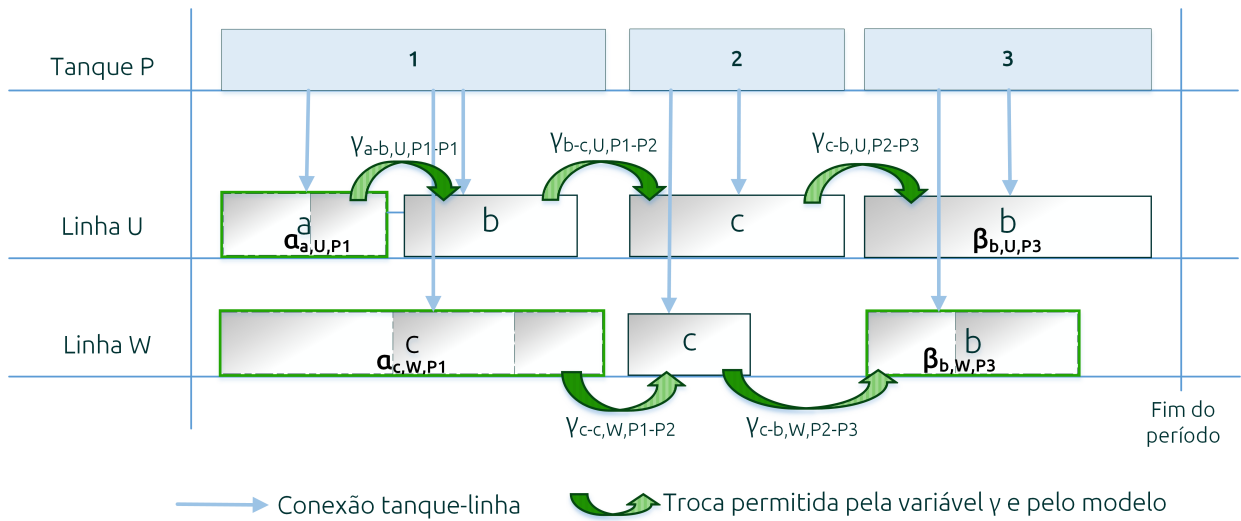 Tanque P
1
2
3
γa-b,U,P1-P1
γb-c,U,P1-P2
γc-b,U,P2-P3
Linha U
a
αa,U,P1
b
c
b
βb,U,P3
Linha W
c
αc,W,P1
c
b
βb,W,P3
γc-c,W,P1-P2
γc-b,W,P2-P3
Fim do
período
Conexão tanque-linha
Troca permitida pela variável γ e pelo modelo